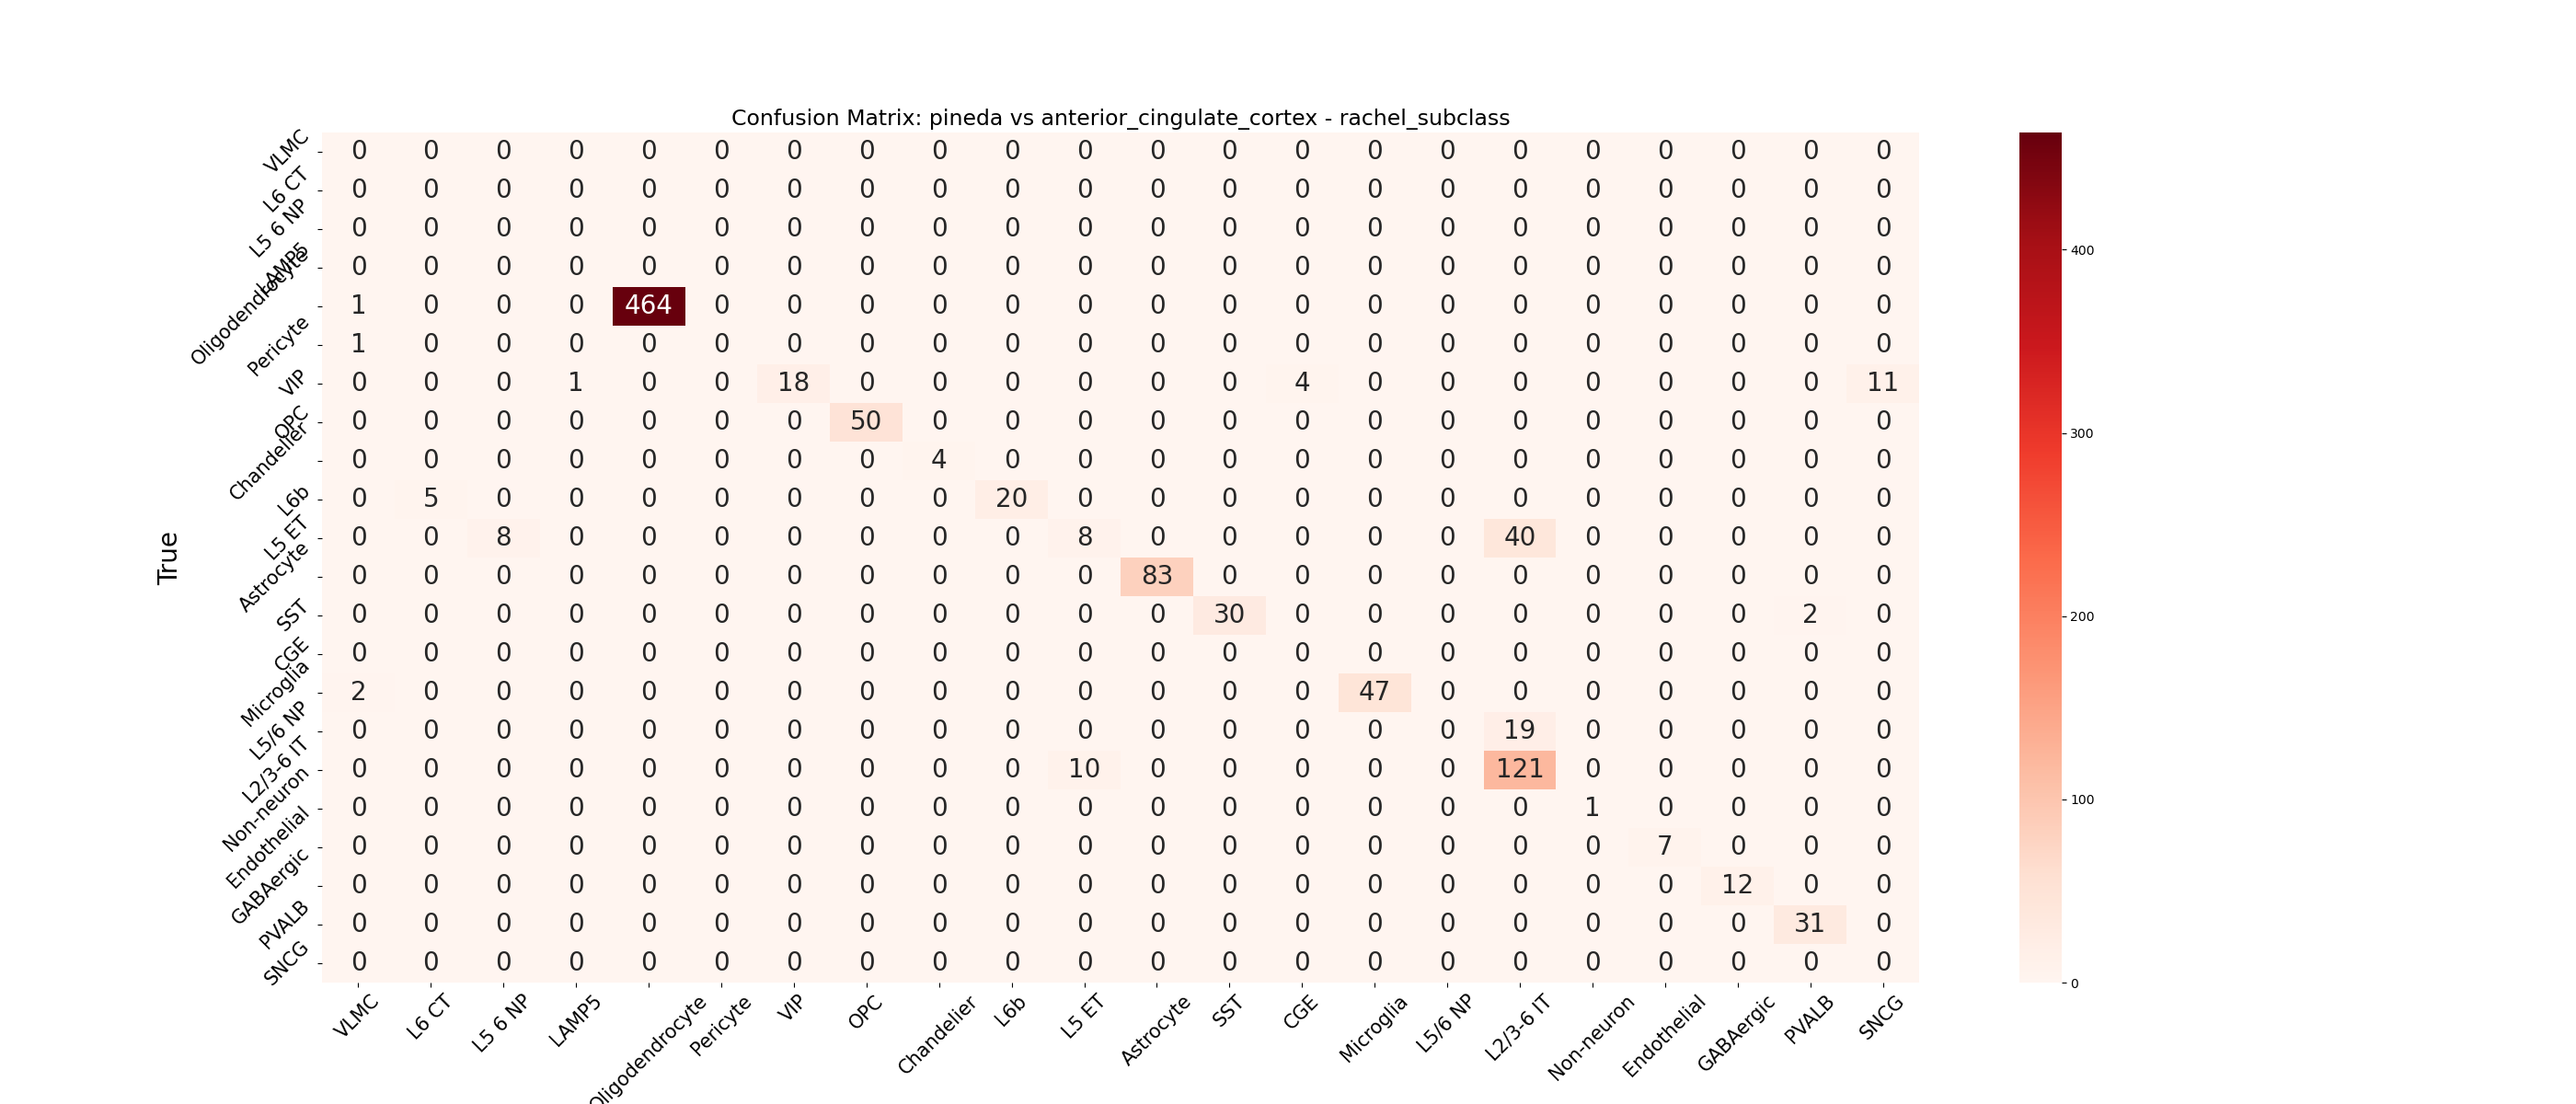 Confusion Matrix: pineda vs anterior_cingulate_cortex - rachel_subclass
True
VLMC 0 0 0 0 0 0 0 0 0 0 0 0 0 0 0 0 0 0 0 0 0 0
L6 CT 0 0 0 0 0 0 0 0 0 0 0 0 0 0 0 0 0 0 0 0 0 0
L5 6 NP 0 0 0 0 0 0 0 0 0 0 0 0 0 0 0 0 0 0 0 0 0 0
LAMP5 0 0 0 0 0 0 0 0 0 0 0 0 0 0 0 0 0 0 0 0 0 0
Oligodendrocyte 1 0 0 0 464 0 0 0 0 0 0 0 0 0 0 0 0 0 0 0 0 0
Pericyte 1 0 0 0 0 0 0 0 0 0 0 0 0 0 0 0 0 0 0 0 0 0
VIP 0 0 0 1 0 0 18 0 0 0 0 0 0 4 0 0 0 0 0 0 0 11
OPC 0 0 0 0 0 0 0 50 0 0 0 0 0 0 0 0 0 0 0 0 0 0
Chandelier 0 0 0 0 0 0 0 0 4 0 0 0 0 0 0 0 0 0 0 0 0 0
L6b 0 5 0 0 0 0 0 0 0 20 0 0 0 0 0 0 0 0 0 0 0 0
L5 ET 0 0 8 0 0 0 0 0 0 0 8 0 0 0 0 0 40 0 0 0 0 0
Astrocyte 0 0 0 0 0 0 0 0 0 0 0 83 0 0 0 0 0 0 0 0 0 0
SST 0 0 0 0 0 0 0 0 0 0 0 0 30 0 0 0 0 0 0 0 2 0
CGE 0 0 0 0 0 0 0 0 0 0 0 0 0 0 0 0 0 0 0 0 0 0
Microglia 2 0 0 0 0 0 0 0 0 0 0 0 0 0 47 0 0 0 0 0 0 0
L5/6 NP 0 0 0 0 0 0 0 0 0 0 0 0 0 0 0 0 19 0 0 0 0 0
L2/3-6 IT 0 0 0 0 0 0 0 0 0 0 10 0 0 0 0 0 121 0 0 0 0 0
Non-neuron 0 0 0 0 0 0 0 0 0 0 0 0 0 0 0 0 0 1 0 0 0 0
Endothelial 0 0 0 0 0 0 0 0 0 0 0 0 0 0 0 0 0 0 7 0 0 0
GABAergic 0 0 0 0 0 0 0 0 0 0 0 0 0 0 0 0 0 0 0 12 0 0
PVALB 0 0 0 0 0 0 0 0 0 0 0 0 0 0 0 0 0 0 0 0 31 0
SNCG 0 0 0 0 0 0 0 0 0 0 0 0 0 0 0 0 0 0 0 0 0 0
VLMC L6 CT L5 6 NP LAMP5 Oligodendrocyte Pericyte VIP OPC Chandelier L6b L5 ET Astrocyte SST CGE Microglia L5/6 NP L2/3-6 IT Non-neuron Endothelial GABAergic PVALB SNCG
400
300
200
100
0